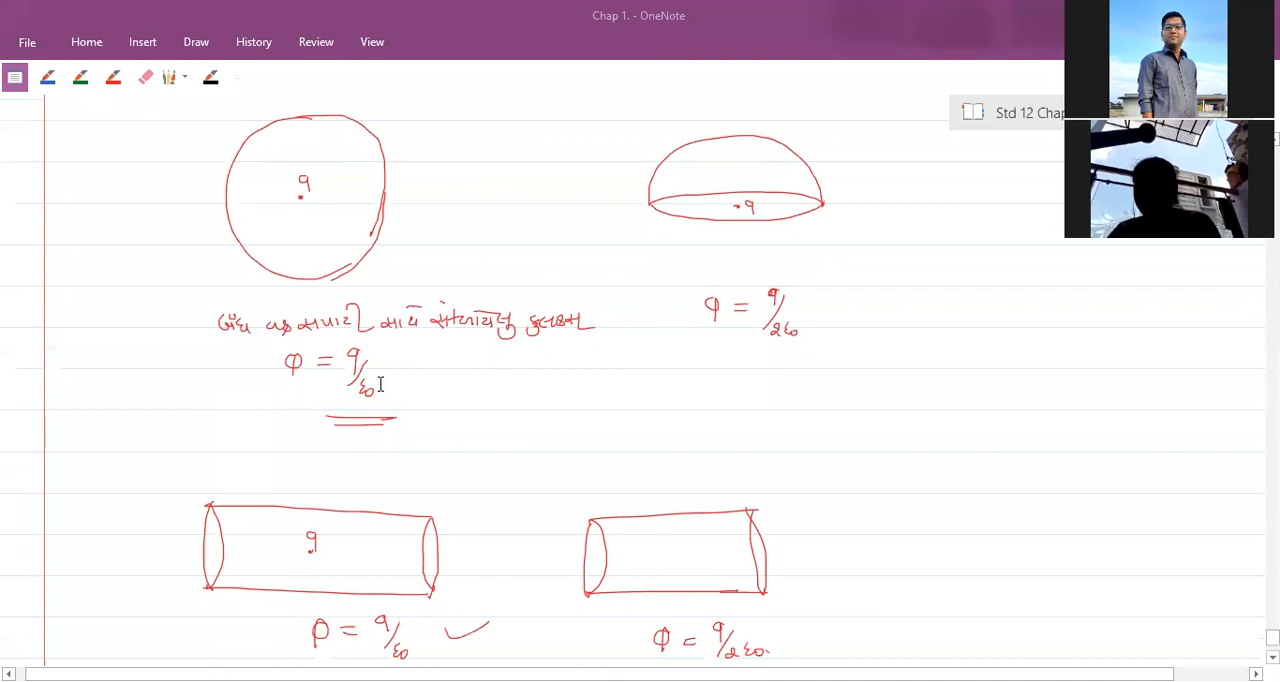 Chap 1. - OneNote
File Home Insert Draw History Review View
Std 12 Chap
q
q
બંધ
φ = q/ε0
φ = q/2ε0
q
φ = q/ε0 ✓
φ = q/2ε0.